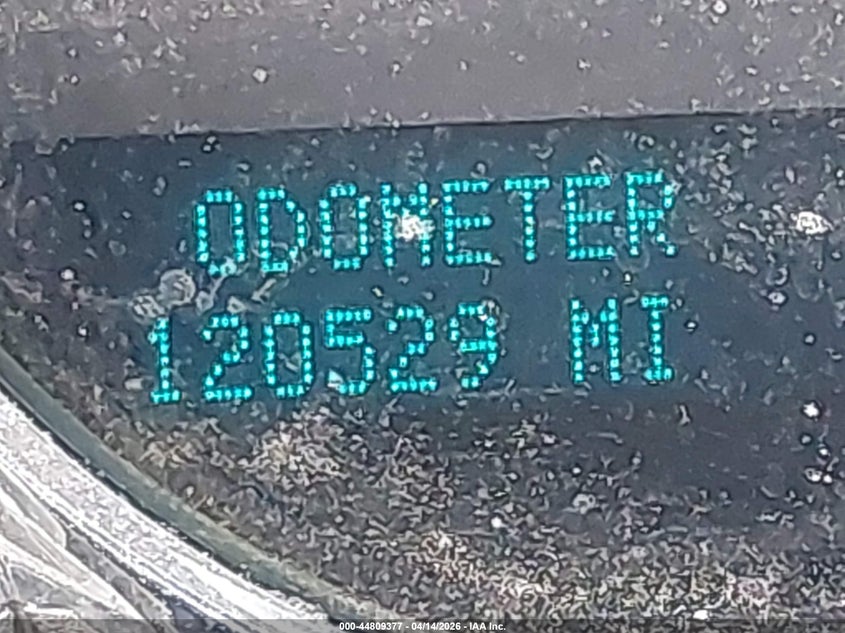 ODOMETER
120529 MI
000-44809377 - 04/14/2026 - IAA Inc.